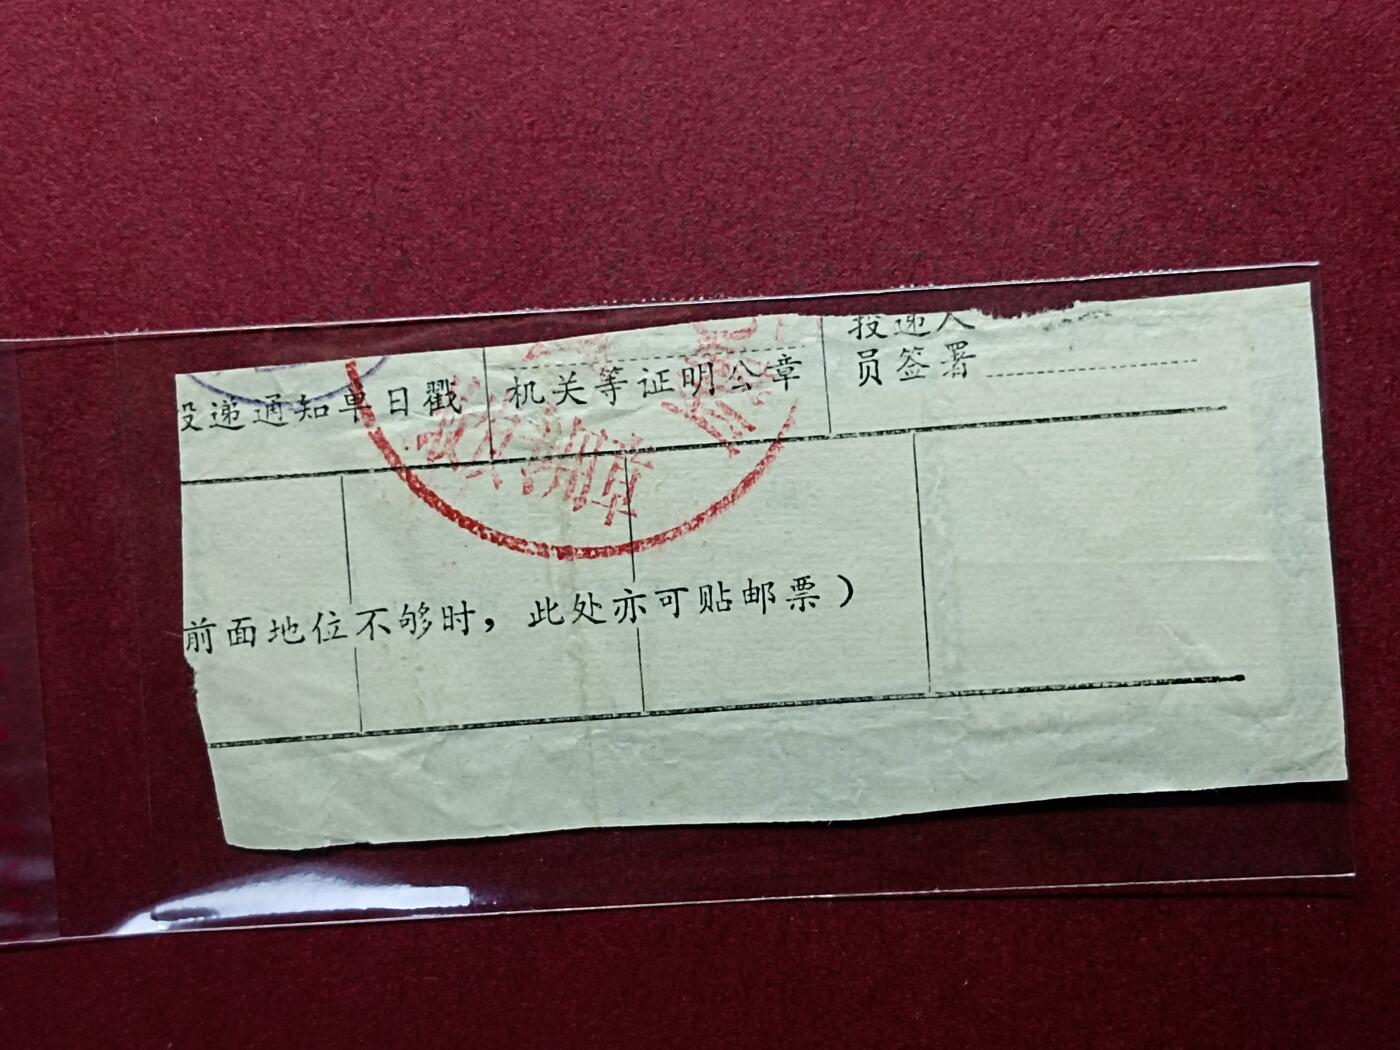 投递人
员签署
投递通知单日戳
机关等证明公章
前面地位不够时，此处亦可贴邮票）